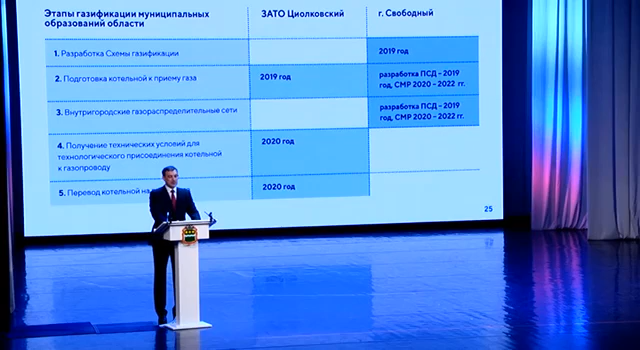 Этапы газификации муниципальных
образований области
ЗАТО Циолковский
г. Свободный
1. Разработка Схемы газификации
2019 год
2. Подготовка котельной к приему газа
2019 год
разработка ПСД – 2019
год, СМР 2020 – 2022 гг.
3. Внутригородские газораспределительные сети
разработка ПСД – 2019
год, СМР 2020 – 2022 гг.
4. Получение технических условий для
технологического присоединения котельной
к газопроводу
2020 год
5. Перевод котельной на
2020 год
25